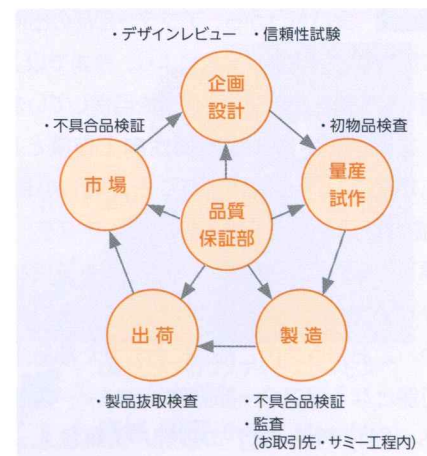 ・デザインレビュー ・信頼性試験
企画
設計
・不具合品検証
・初物品検査
市場
量産
試作
品質
保証部
出荷
製造
・製品抜取検査
・不具合品検証
・監査
（お取引先・サミー工程内）